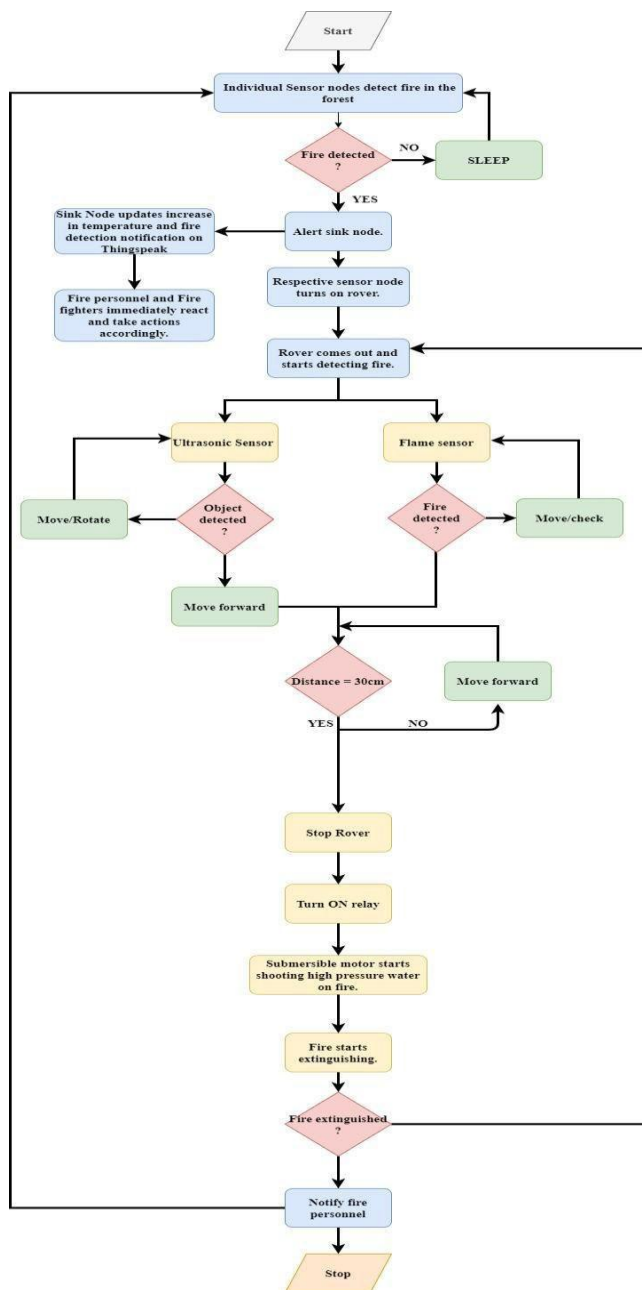 Start
Individual Sensor nodes detect fire in the
forest
Fire detected
?
NO
SLEEP
YES
Sink Node updates increase
in temperature and fire
detection notification on
Thingspeak
Alert sink node.
Fire personnel and Fire
fighters immediately react
and take actions
accordingly.
Respective sensor node
turns on rover.
Rover comes out and
starts detecting fire.
Ultrasonic Sensor
Flame sensor
Move/Rotate
Object
detected
?
Fire
detected
?
Move/check
Move forward
Distance = 30cm
Move forward
YES
NO
Stop Rover
Turn ON relay
Submersible motor starts
shooting high pressure water
on fire.
Fire starts
extinguishing.
Fire extinguished
?
Notify fire
personnel
Stop